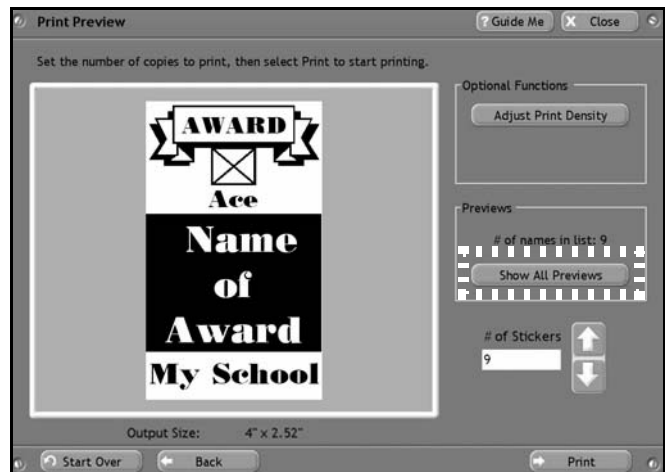 Print Preview
? Guide Me
X Close
Set the number of copies to print, then select Print to start printing.
AWARD
Ace
Name
of
Award
My School
Output Size: 4" x 2.52"
Optional Functions
Adjust Print Density
Previews
# of names in list: 9
Show All Previews
# of Stickers
9
Start Over
Back
Print